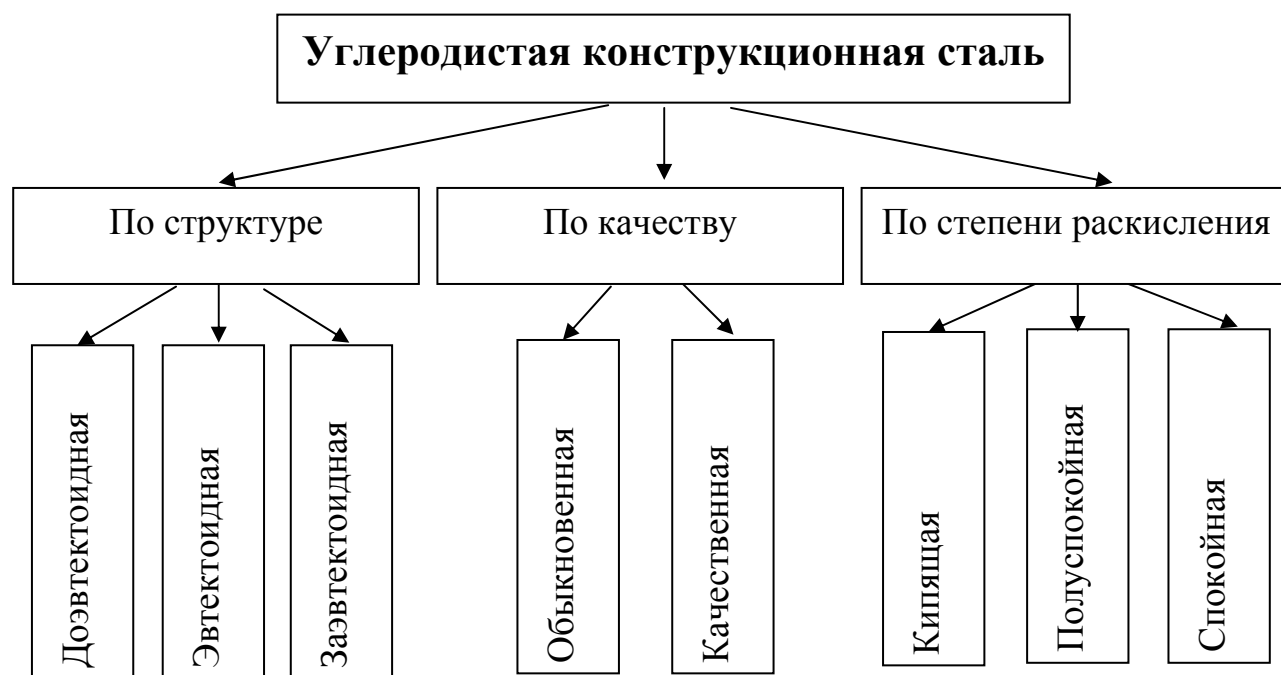 Углеродистая конструкционная сталь
По структуре
По качеству
По степени раскисления
Доэвтектоидная
Эвтектоидная
Заэвтектоидная
Обыкновенная
Качественная
Кипящая
Полуспокойная
Спокойная